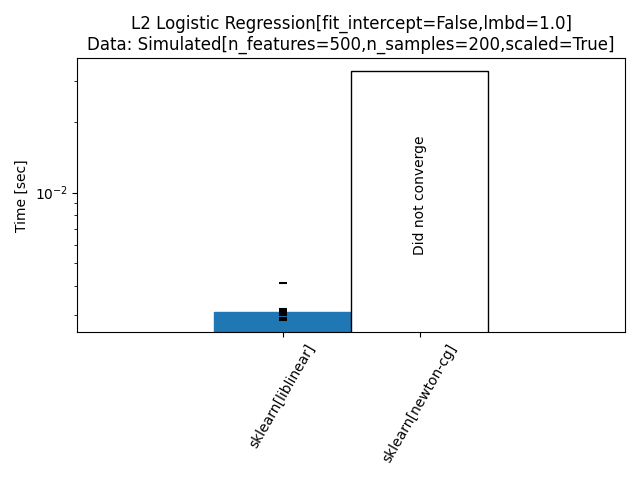 L2 Logistic Regression[fit_intercept=False,lmbd=1.0]
Data: Simulated[n_features=500,n_samples=200,scaled=True]
Time [sec]
10⁻²
Did not converge
sklearn[liblinear]
sklearn[newton-cg]